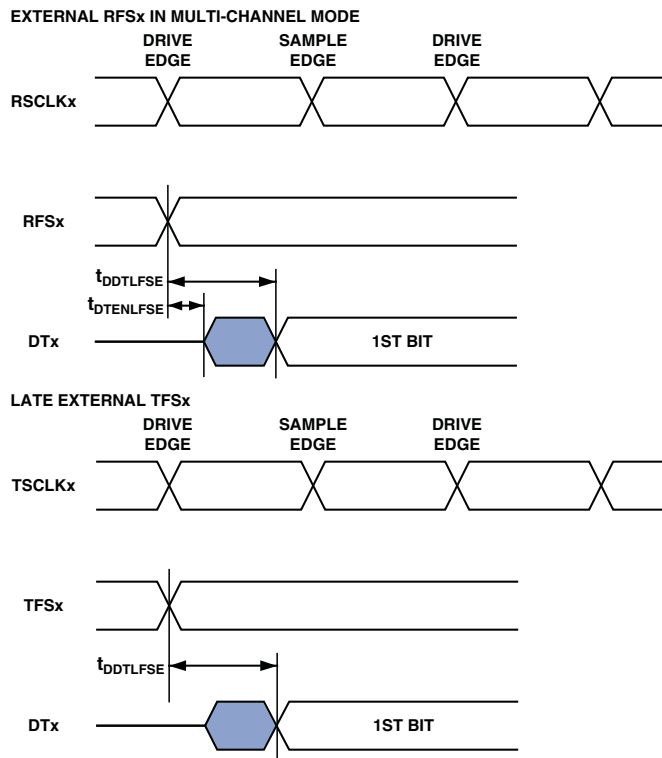 EXTERNAL RFSx IN MULTI-CHANNEL MODE
DRIVE EDGE
SAMPLE EDGE
DRIVE EDGE
RSCLKx
RFSx
tDDTLFSE
tDTENLFSE
DTx
1ST BIT
LATE EXTERNAL TFSx
DRIVE EDGE
SAMPLE EDGE
DRIVE EDGE
TSCLKx
TFSx
tDDTLFSE
DTx
1ST BIT